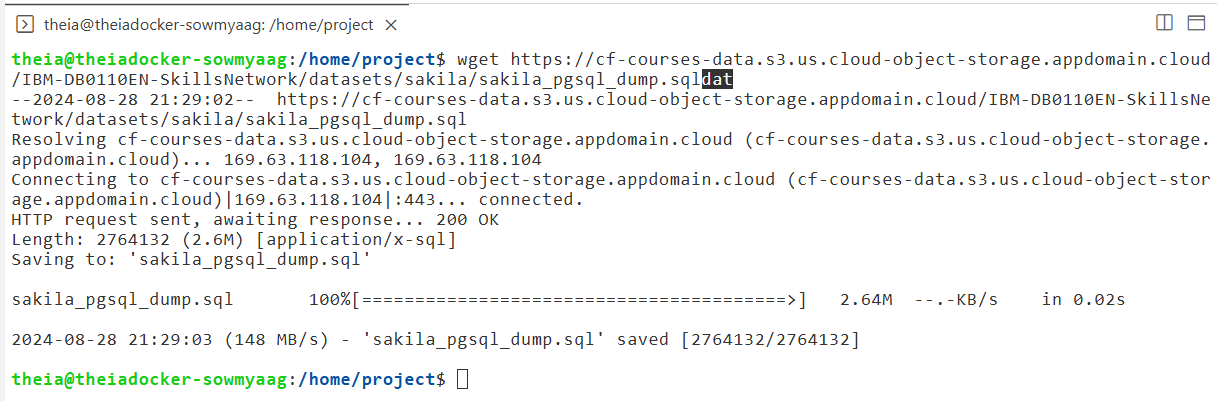 theia@theiadocker-sowmyaag: /home/project ×
theia@theiadocker-sowmyaag:/home/project$ wget https://cf-courses-data.s3.us.cloud-object-storage.appdomain.cloud
/IBM-DB0110EN-SkillsNetwork/datasets/sakila/sakila_pgsql_dump.sqldat
--2024-08-28 21:29:02--  https://cf-courses-data.s3.us.cloud-object-storage.appdomain.cloud/IBM-DB0110EN-SkillsNe
twork/datasets/sakila/sakila_pgsql_dump.sql
Resolving cf-courses-data.s3.us.cloud-object-storage.appdomain.cloud (cf-courses-data.s3.us.cloud-object-storage.
appdomain.cloud)... 169.63.118.104, 169.63.118.104
Connecting to cf-courses-data.s3.us.cloud-object-storage.appdomain.cloud (cf-courses-data.s3.us.cloud-object-stor
age.appdomain.cloud)|169.63.118.104|:443... connected.
HTTP request sent, awaiting response... 200 OK
Length: 2764132 (2.6M) [application/x-sql]
Saving to: 'sakila_pgsql_dump.sql'
sakila_pgsql_dump.sql       100%[========================================>]   2.64M  --.-KB/s    in 0.02s
2024-08-28 21:29:03 (148 MB/s) - 'sakila_pgsql_dump.sql' saved [2764132/2764132]
theia@theiadocker-sowmyaag:/home/project$